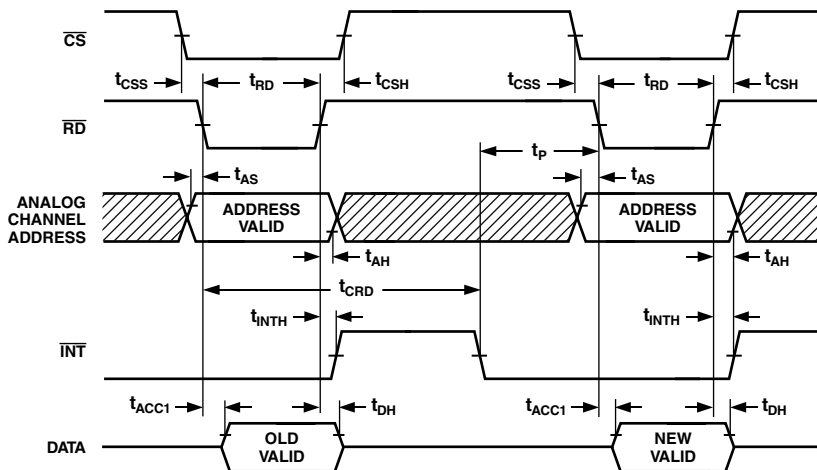 CS
tCSS
tRD
tCSH
tCSS
tRD
tCSH
RD
tP
tAS
tAS
ANALOG
CHANNEL
ADDRESS
ADDRESS
VALID
ADDRESS
VALID
tAH
tAH
tCRD
tINTH
tINTH
INT
tACC1
tDH
tACC1
tDH
DATA
OLD
VALID
NEW
VALID